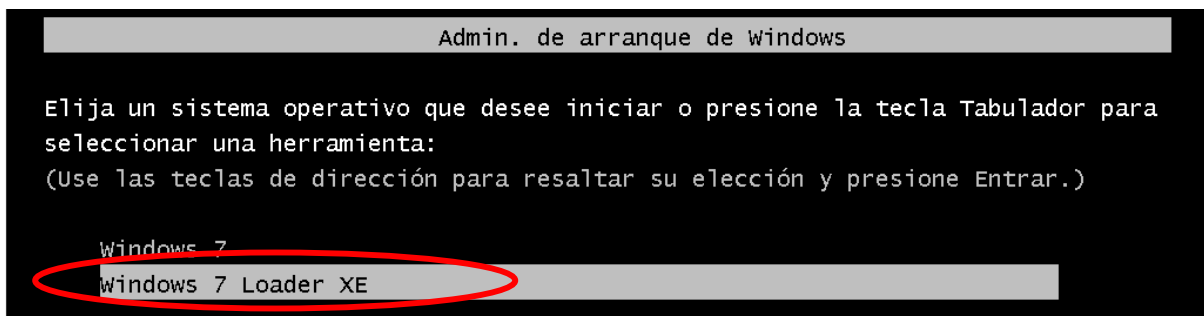 Admin. de arranque de Windows
Elija un sistema operativo que desee iniciar o presione la tecla Tabulador para
seleccionar una herramienta:
(Use las teclas de dirección para resaltar su elección y presione Entrar.)
Windows 7
Windows 7 Loader XE